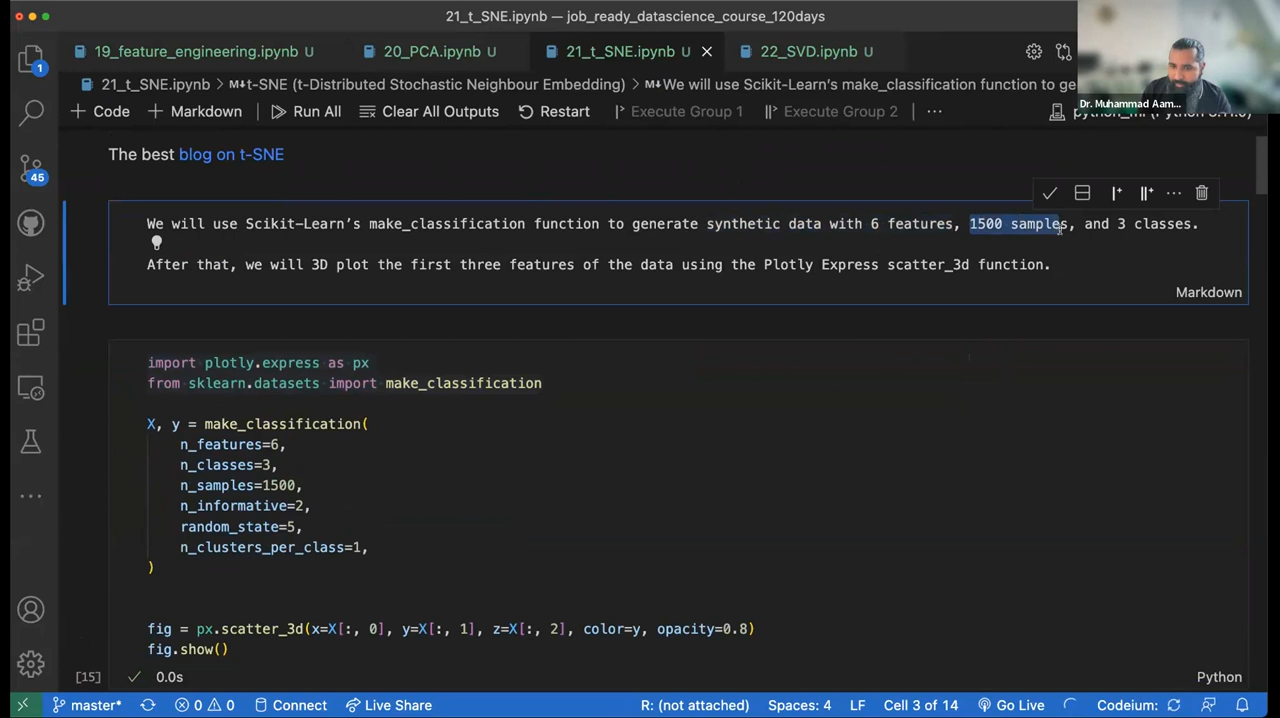 21_t_SNE.ipynb — job_ready_datascience_course_120days
19_feature_engineering.ipynb U
20_PCA.ipynb U
21_t_SNE.ipynb U
22_SVD.ipynb U
21_t_SNE.ipynb > M↓t-SNE (t-Distributed Stochastic Neighbour Embedding) > M↓We will use Scikit-Learn's make_classification function to ge
Dr. Muhammad Aam...
+ Code + Markdown Run All Clear All Outputs Restart Execute Group 1 Execute Group 2 ...
The best blog on t-SNE
We will use Scikit-Learn's make_classification function to generate synthetic data with 6 features, 1500 samples, and 3 classes.
After that, we will 3D plot the first three features of the data using the Plotly Express scatter_3d function.
Markdown
import plotly.express as px
from sklearn.datasets import make_classification
X, y = make_classification(
n_features=6,
n_classes=3,
n_samples=1500,
n_informative=2,
random_state=5,
n_clusters_per_class=1,
)
fig = px.scatter_3d(x=X[:, 0], y=X[:, 1], z=X[:, 2], color=y, opacity=0.8)
fig.show()
[15] 0.0s Python
1
45
master* 0 0 Connect Live Share R: (not attached) Spaces: 4 LF Cell 3 of 14 Go Live Codeium: